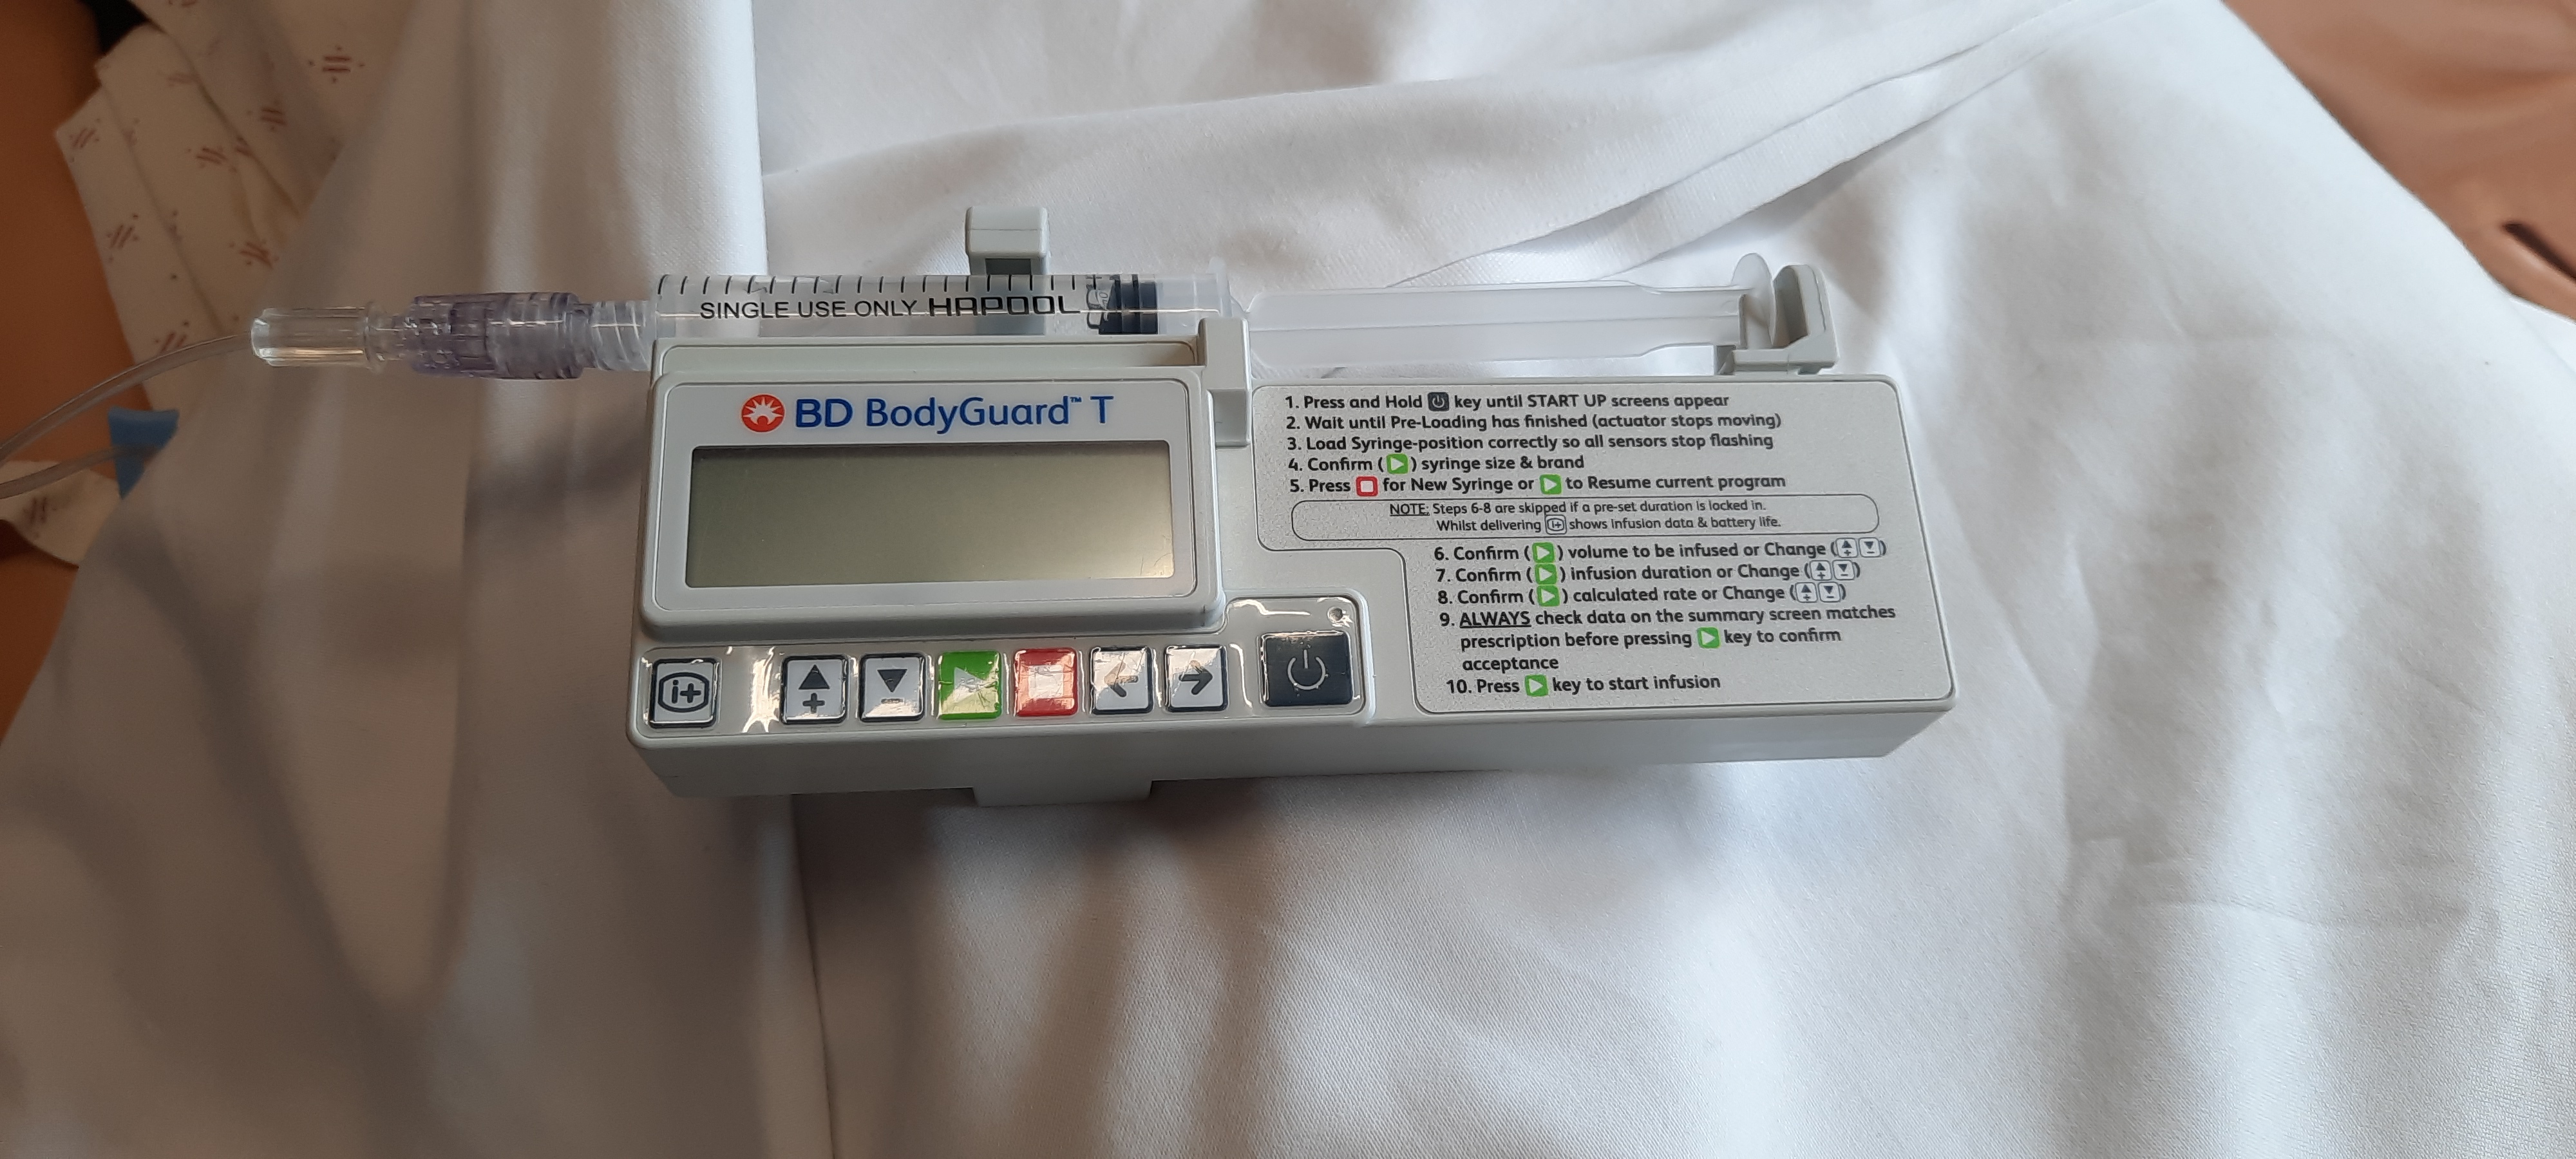 SINGLE USE ONLY HAPOOL
BD BodyGuard™ T
1. Press and Hold key until START UP screens appear
2. Wait until Pre-Loading has finished (actuator stops moving)
3. Load Syringe-position correctly so all sensors stop flashing
4. Confirm ( ) syringe size & brand
5. Press for New Syringe or to Resume current program
NOTE: Steps 6-8 are skipped if a pre-set duration is locked in.
Whilst delivering i+ shows infusion data & battery life.
6. Confirm ( ) volume to be infused or Change ( )
7. Confirm ( ) infusion duration or Change ( )
8. Confirm ( ) calculated rate or Change ( )
9. ALWAYS check data on the summary screen matches
prescription before pressing key to confirm
acceptance
10. Press key to start infusion
i+